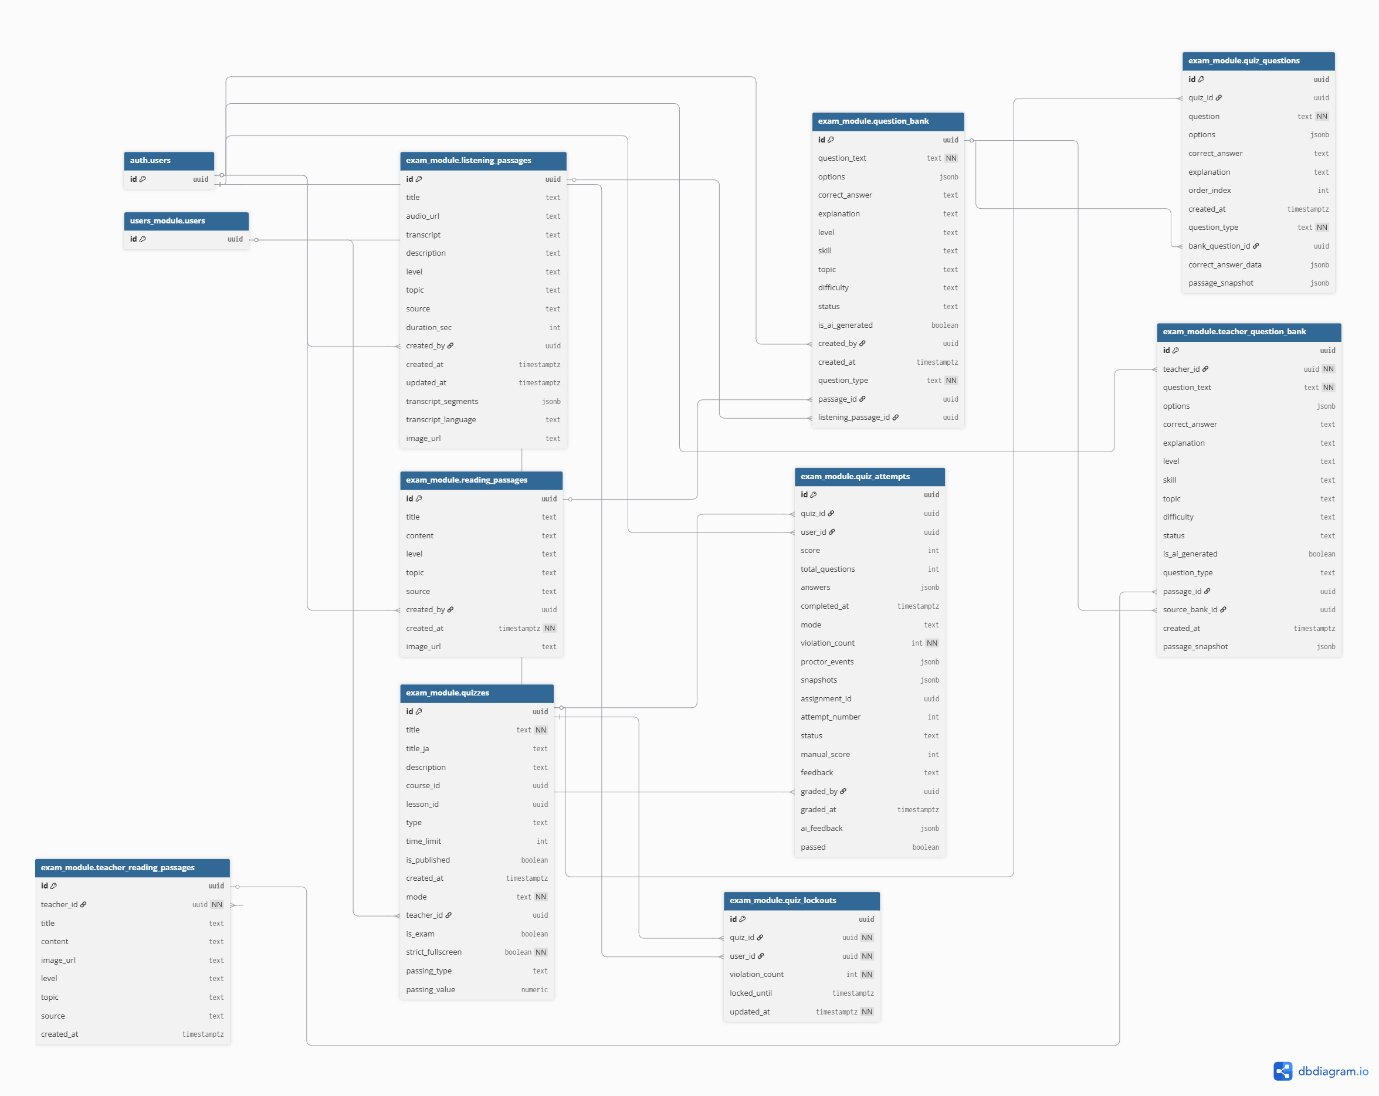 auth.users
id uuid
users_module.users
id uuid
exam_module.listening_passages
id uuid
title text
audio_url text
transcript text
description text
level text
topic text
source text
duration_sec int
created_by uuid
created_at timestamptz
updated_at timestamptz
transcript_segments jsonb
transcript_language text
image_url text
exam_module.reading_passages
id uuid
title text
content text
level text
topic text
source text
created_by uuid
created_at timestamptz NN
image_url text
exam_module.quizzes
id uuid
title text NN
title_ja text
description text
course_id uuid
lesson_id uuid
type text
time_limit int
is_published boolean
created_at timestamptz
mode text NN
teacher_id uuid
is_exam boolean
strict_fullscreen boolean NN
passing_type text
passing_value numeric
exam_module.teacher_reading_passages
id uuid
teacher_id uuid NN
title text
content text
image_url text
level text
topic text
source text
created_at timestamptz
exam_module.question_bank
id uuid
question_text text NN
options jsonb
correct_answer text
explanation text
level text
skill text
topic text
difficulty text
status text
is_ai_generated boolean
created_by uuid
created_at timestamptz
question_type text NN
passage_id uuid
listening_passage_id uuid
exam_module.quiz_attempts
id uuid
quiz_id uuid
user_id uuid
score int
total_questions int
answers jsonb
completed_at timestamptz
mode text
violation_count int NN
proctor_events jsonb
snapshots jsonb
assignment_id uuid
attempt_number int
status text
manual_score int
feedback text
graded_by uuid
graded_at timestamptz
ai_feedback jsonb
passed boolean
exam_module.quiz_lockouts
id uuid
quiz_id uuid NN
user_id uuid NN
violation_count int NN
locked_until timestamptz
updated_at timestamptz NN
exam_module.quiz_questions
id uuid
quiz_id uuid
question text NN
options jsonb
correct_answer text
explanation text
order_index int
created_at timestamptz
question_type text NN
bank_question_id uuid
correct_answer_data jsonb
passage_snapshot jsonb
exam_module.teacher_question_bank
id uuid
teacher_id uuid NN
question_text text NN
options jsonb
correct_answer text
explanation text
level text
skill text
topic text
difficulty text
status text
is_ai_generated boolean
question_type text
passage_id uuid
source_bank_id uuid
created_at timestamptz
passage_snapshot jsonb
dbdiagram.io